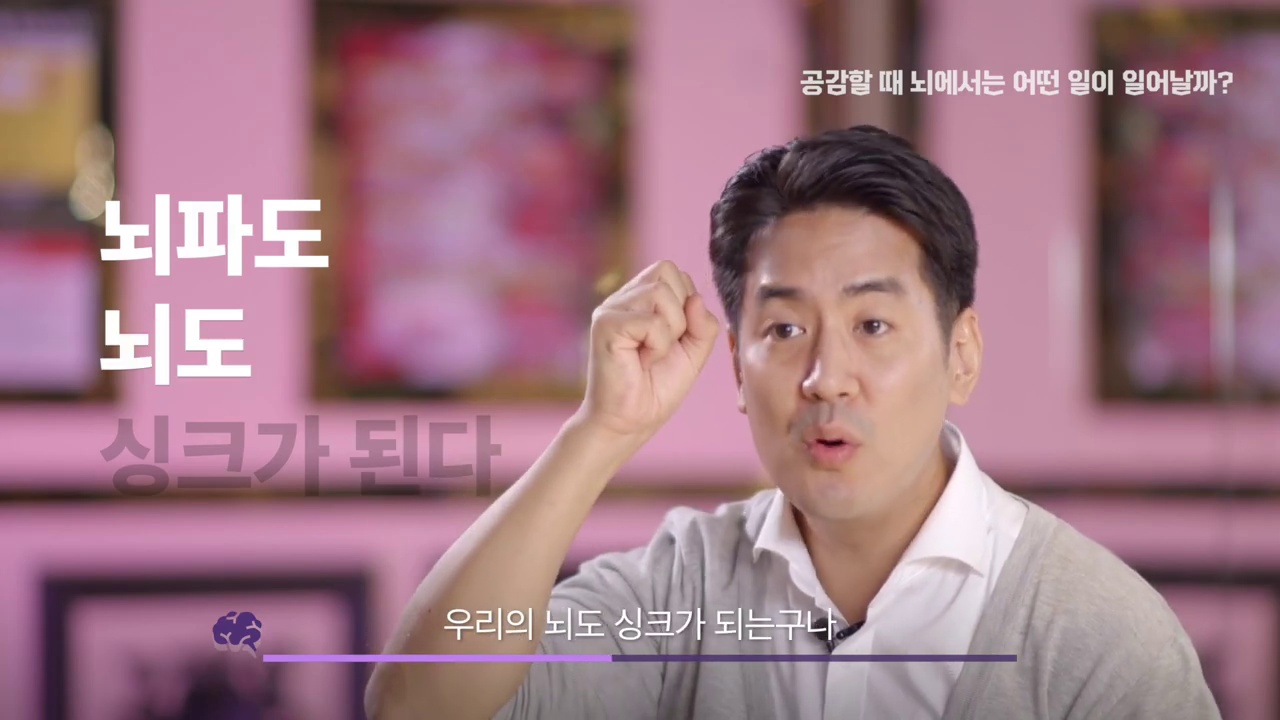 공감할 때 뇌에서는 어떤 일이 일어날까?
뇌파도
뇌도
싱크가 된다
우리의 뇌도 싱크가 되는구나